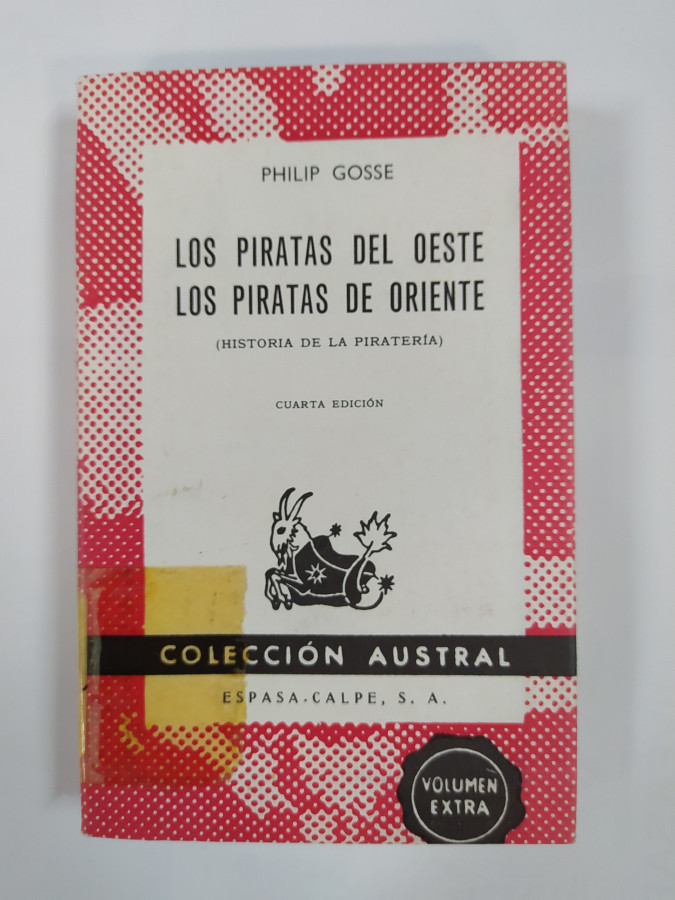 PHILIP GOSSE
LOS PIRATAS DEL OESTE
LOS PIRATAS DE ORIENTE
(HISTORIA DE LA PIRATERÍA)
CUARTA EDICIÓN
COLECCIÓN AUSTRAL
ESPASA-CALPE, S. A.
VOLUMEN
EXTRA